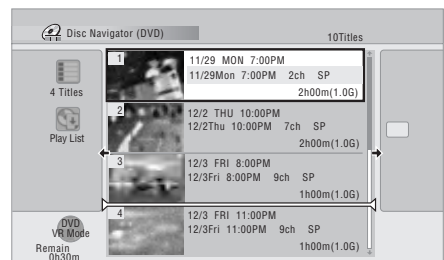 Disc Navigator (DVD)
10Titles
4 Titles
Play List
DVD
VR Mode
Remain
0h30m
1
11/29 MON 7:00PM
11/29Mon 7:00PM 2ch SP
2h00m(1.0G)
2
12/2 THU 10:00PM
12/2Thu 10:00PM 7ch SP
2h00m(1.0G)
3
12/3 FRI 8:00PM
12/3Fri 8:00PM 9ch SP
1h00m(1.0G)
4
12/3 FRI 11:00PM
12/3Fri 11:00PM 9ch SP
1h00m(1.0G)